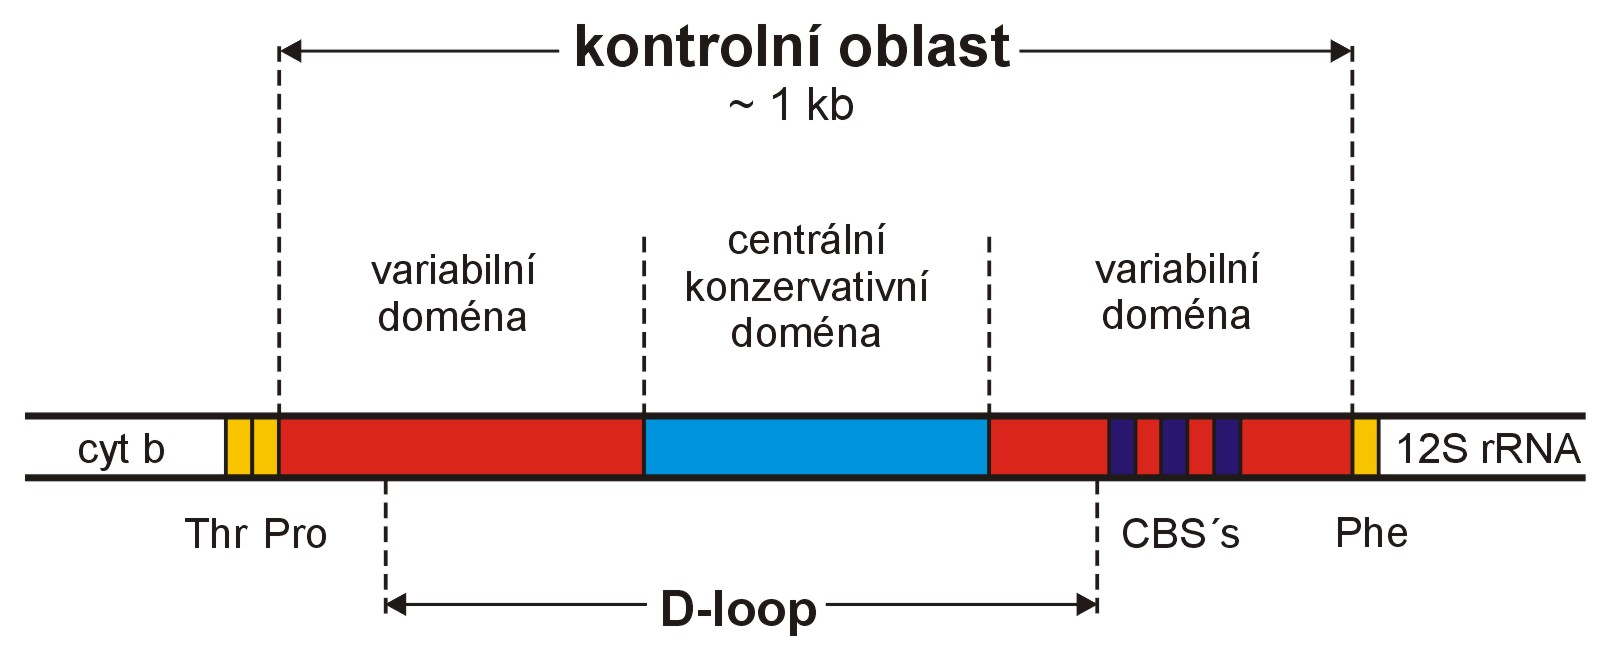 kontrolní oblast
~ 1 kb
variabilní
doména
centrální
konzervativní
doména
variabilní
doména
cyt b
12S rRNA
Thr Pro
CBS´s
Phe
D-loop